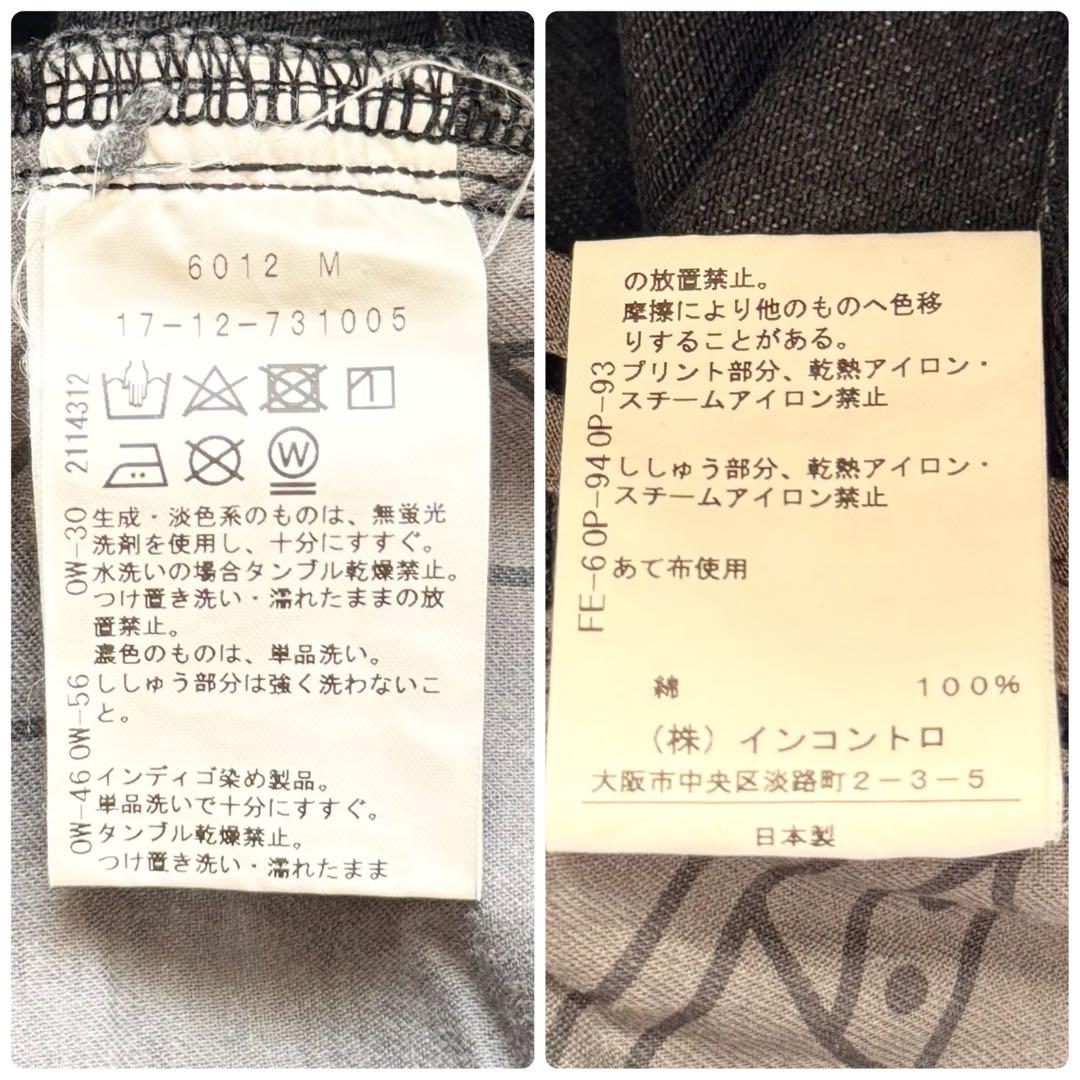 6012 M
17-12-731005
2114312
W
OW-30
生成・淡色系のものは、無蛍光
洗剤を使用し、十分にすすぐ。
水洗いの場合タンブル乾燥禁止。
つけ置き洗い・濡れたままの放
置禁止。
濃色のものは、単品洗い。
OW-56
ししゅう部分は強く洗わないこ
と。
OW-46
インディゴ染め製品。
単品洗いで十分にすすぐ。
タンブル乾燥禁止。
つけ置き洗い・濡れたまま
の放置禁止。
摩擦により他のものへ色移
りすることがある。
OP-93
プリント部分、乾熱アイロン・
スチームアイロン禁止
OP-94
ししゅう部分、乾熱アイロン・
スチームアイロン禁止
FE-6
あて布使用
綿 100%
(株)インコントロ
大阪市中央区淡路町2-3-5
日本製